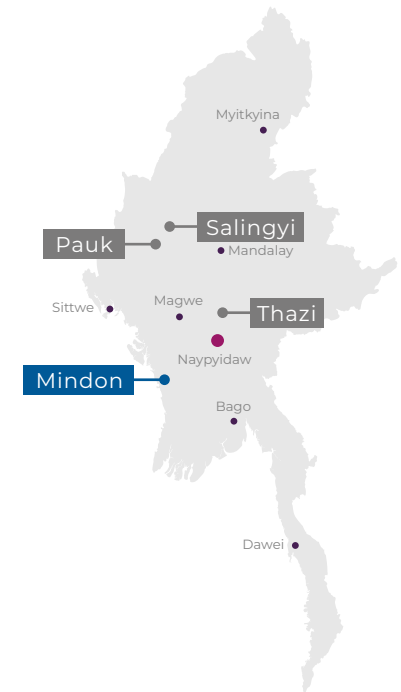 Myitkyina
Salingyi
Pauk
Mandalay
Magwe
Sittwe
Thazi
Naypyidaw
Mindon
Bago
Dawei